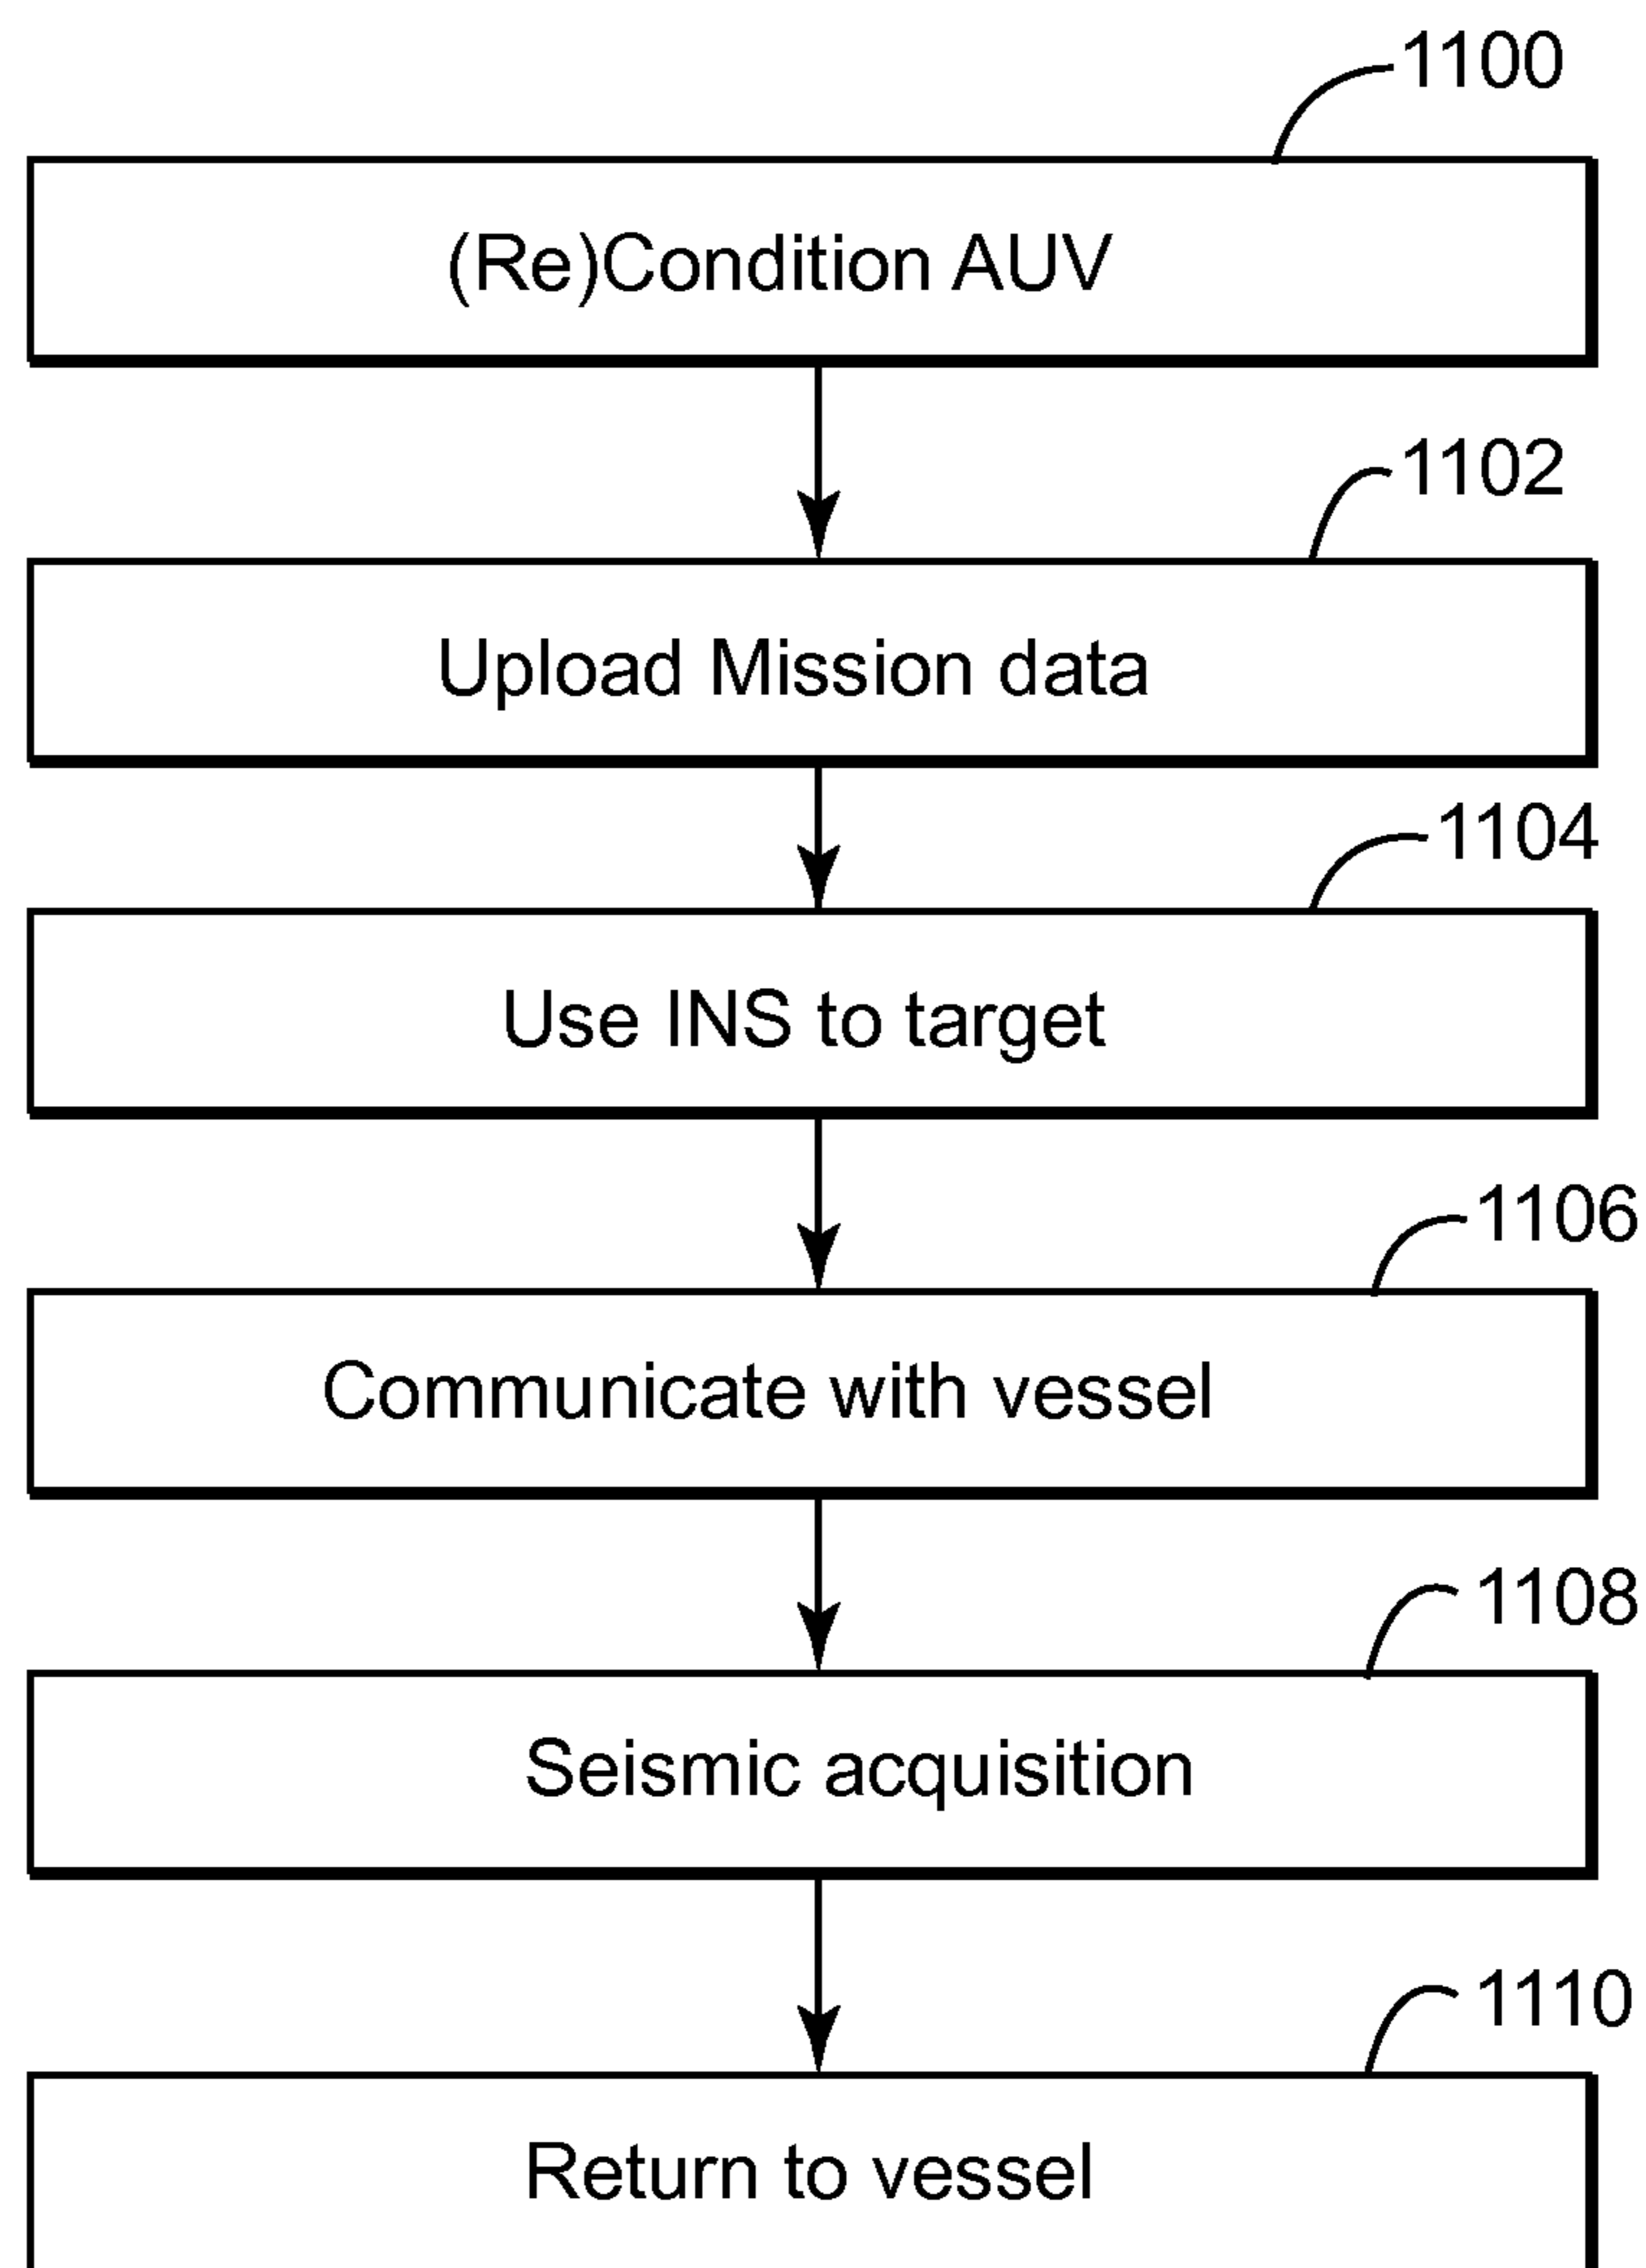 1100
(Re)Condition AUV
1102
Upload Mission data
1104
Use INS to target
1106
Communicate with vessel
1108
Seismic acquisition
1110
Return to vessel